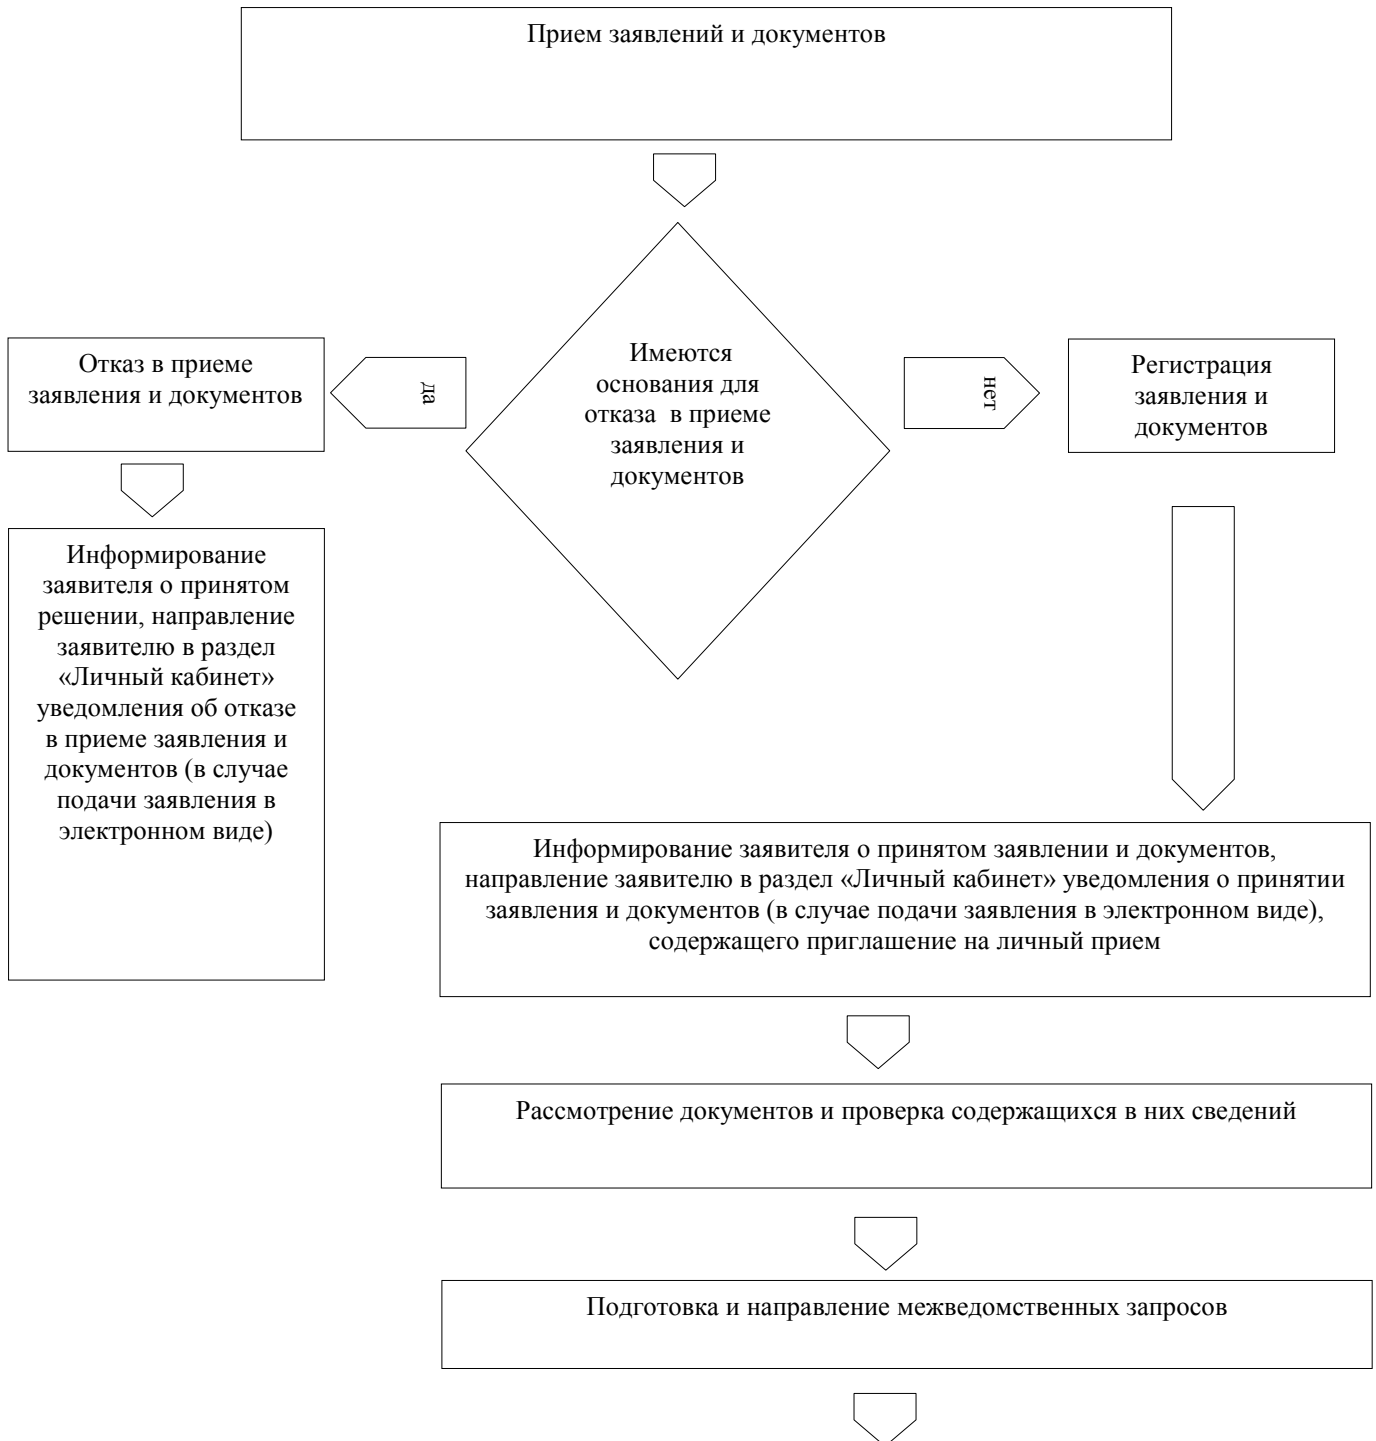 Прием заявлений и документов
Отказ в приеме
заявления и документов
да
Имеются
основания для
отказа в приеме
заявления и
документов
нет
Регистрация
заявления и
документов
Информирование
заявителя о принятом
решении, направление
заявителю в раздел
«Личный кабинет»
уведомления об отказе
в приеме заявления и
документов (в случае
подачи заявления в
электронном виде)
Информирование заявителя о принятом заявлении и документов,
направление заявителю в раздел «Личный кабинет» уведомления о принятии
заявления и документов (в случае подачи заявления в электронном виде),
содержащего приглашение на личный прием
Рассмотрение документов и проверка содержащихся в них сведений
Подготовка и направление межведомственных запросов